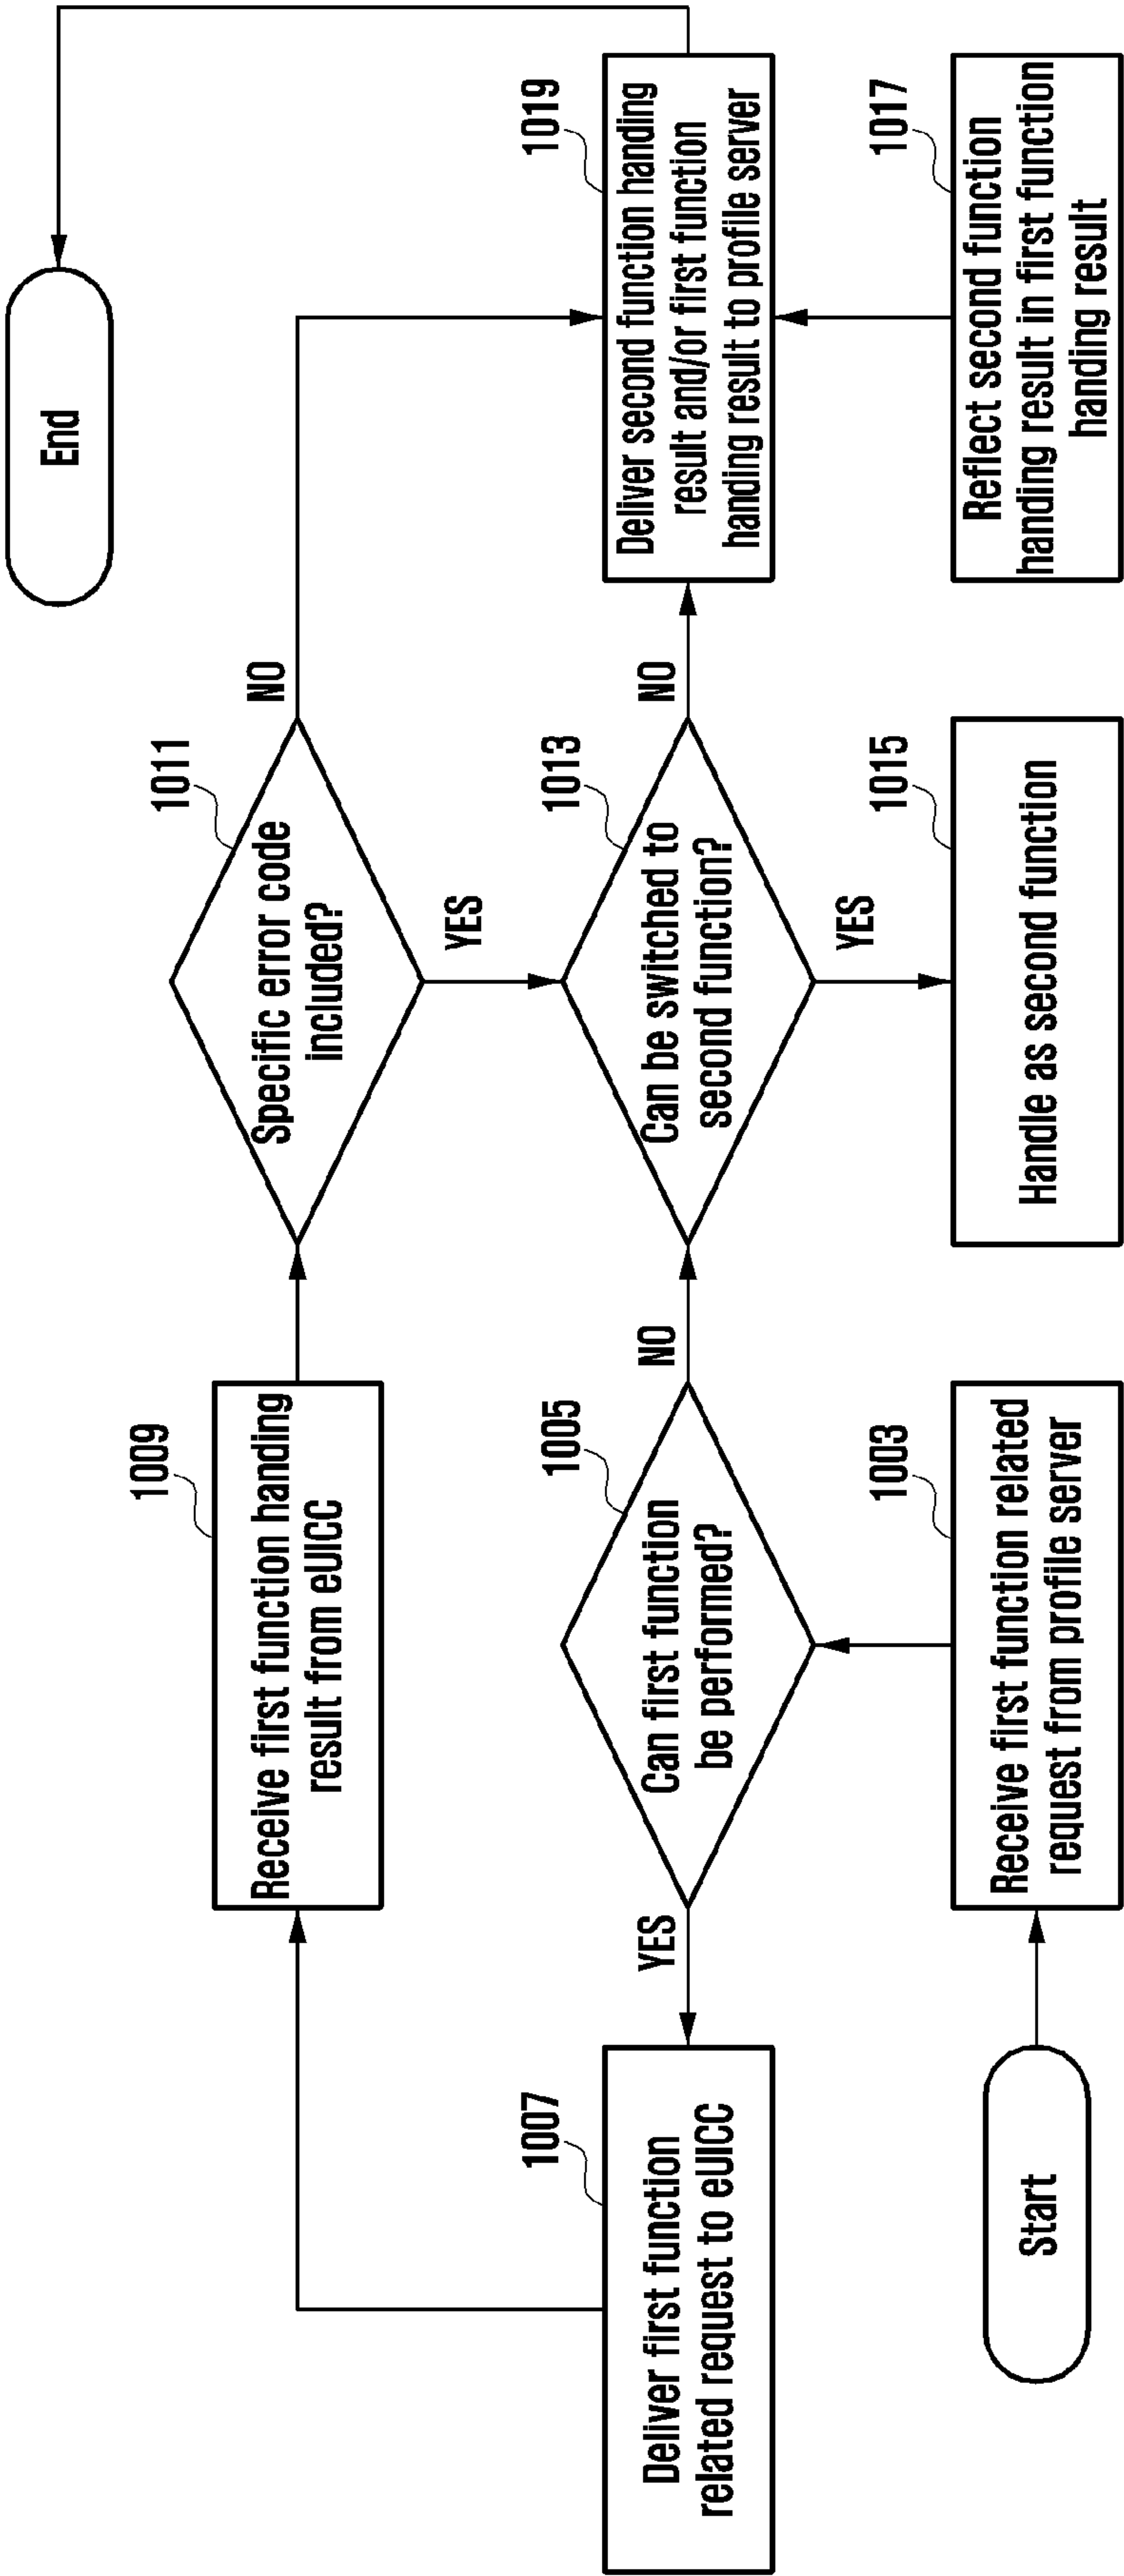 Start
1003
Receive first function related
request from profile server
1005
Can first function
be performed?
YES
NO
1007
Deliver first function
related request to eUICC
1009
Receive first function handing
result from eUICC
1011
Specific error code
included?
YES
NO
1013
Can be switched to
second function?
YES
NO
1015
Handle as second function
1017
Reflect second function
handing result in first function
handing result
1019
Deliver second function handing
result and/or first function
handing result to profile server
End